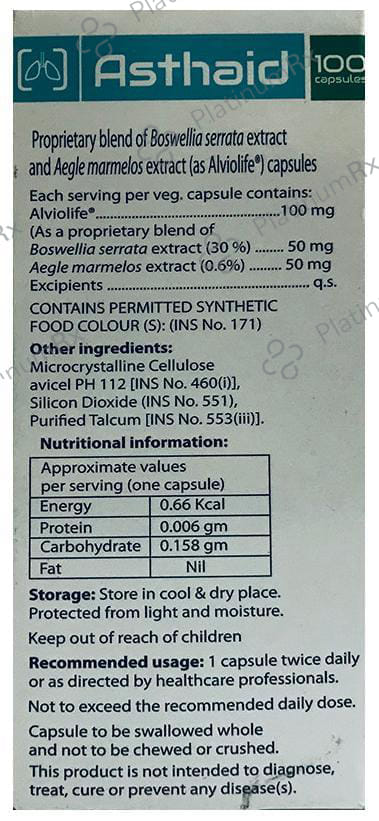 Asthaid
100
capsules
Proprietary blend of Boswellia serrata extract
and Aegle marmelos extract (as Alviolife®) capsules
Each serving per veg. capsule contains:
Alviolife®..............................................100 mg
(As a proprietary blend of
Boswellia serrata extract (30 %) ........ 50 mg
Aegle marmelos extract (0.6%) ......... 50 mg
Excipients .................................................... q.s.
CONTAINS PERMITTED SYNTHETIC
FOOD COLOUR (S): (INS No. 171)
Other ingredients:
Microcrystalline Cellulose
avicel PH 112 [INS No. 460(i)],
Silicon Dioxide (INS No. 551),
Purified Talcum [INS No. 553(iii)].
Nutritional information:
Approximate values
per serving (one capsule)
Energy 0.66 Kcal
Protein 0.006 gm
Carbohydrate 0.158 gm
Fat Nil
Storage: Store in cool & dry place.
Protected from light and moisture.
Keep out of reach of children
Recommended usage: 1 capsule twice daily
or as directed by healthcare professionals.
Not to exceed the recommended daily dose.
Capsule to be swallowed whole
and not to be chewed or crushed.
This product is not intended to diagnose,
treat, cure or prevent any disease(s).
PlatinumRx